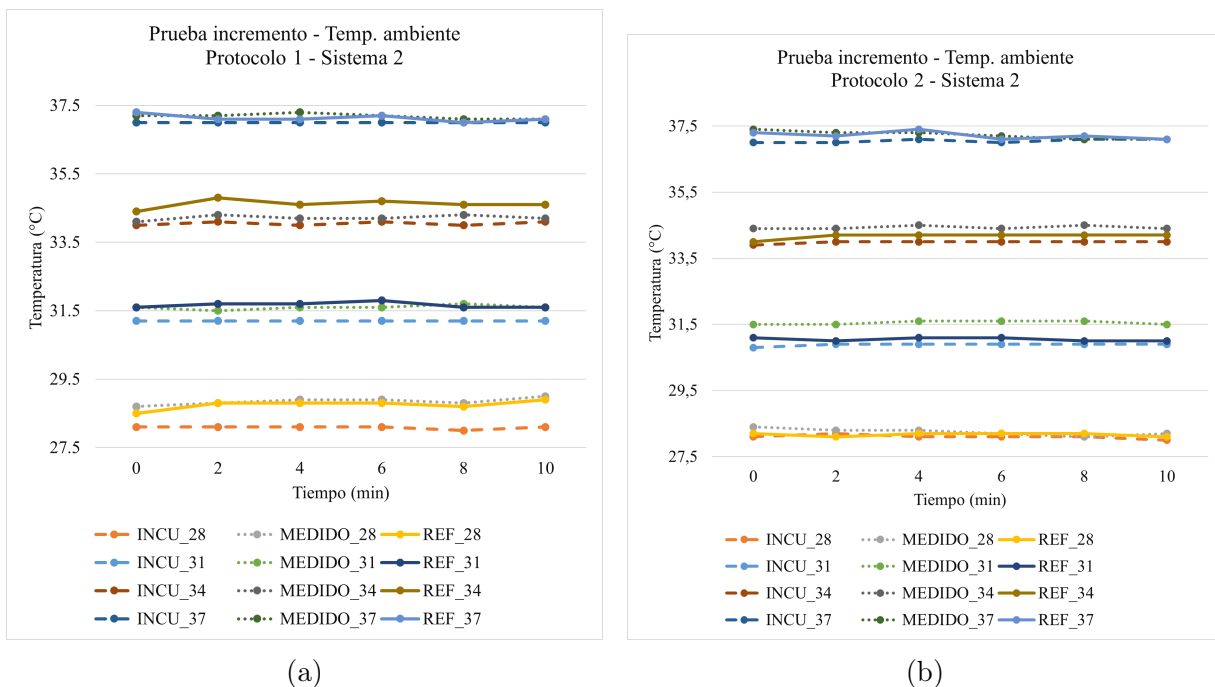 Prueba incremento - Temp. ambiente
Protocolo 1 - Sistema 2
Temperatura (°C)
37.5
35.5
33.5
31.5
29.5
27.5
0 2 4 6 8 10
Tiempo (min)
INCU_28 MEDIDO_28 REF_28
INCU_31 MEDIDO_31 REF_31
INCU_34 MEDIDO_34 REF_34
INCU_37 MEDIDO_37 REF_37
(a)
Prueba incremento - Temp. ambiente
Protocolo 2 - Sistema 2
Temperatura (°C)
37,5
35,5
33,5
31,5
29,5
27,5
0 2 4 6 8 10
Tiempo (min)
INCU_28 MEDIDO_28 REF_28
INCU_31 MEDIDO_31 REF_31
INCU_34 MEDIDO_34 REF_34
INCU_37 MEDIDO_37 REF_37
(b)